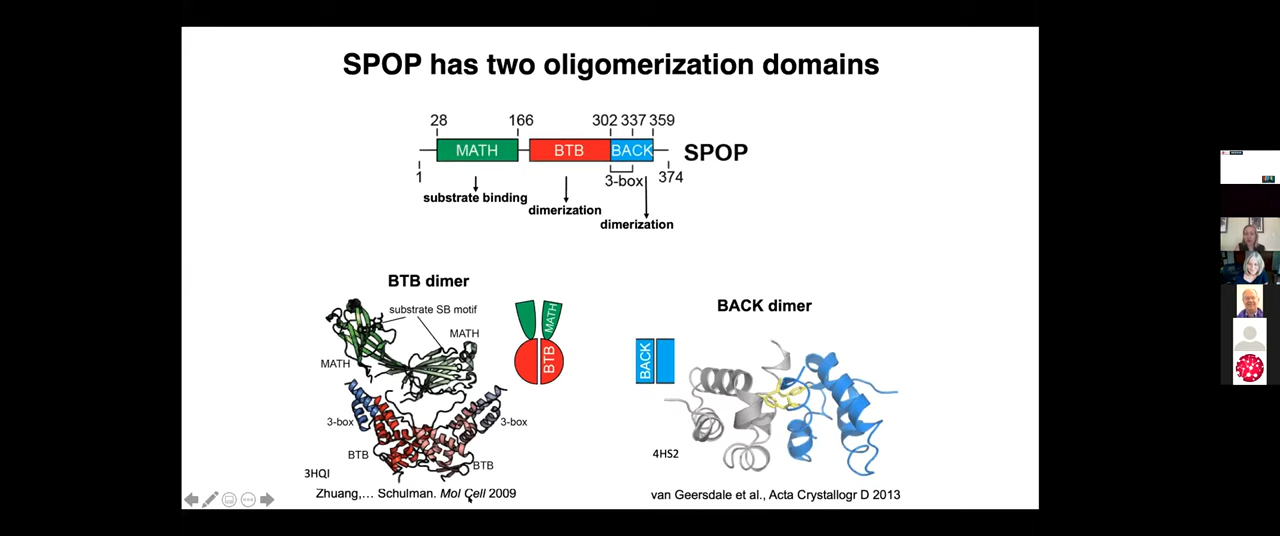 SPOP has two oligomerization domains
28 166 302 337 359
MATH BTB BACK SPOP
1 3-box 374
substrate binding
dimerization
dimerization
BTB dimer
substrate SB motif
MATH
MATH
3-box
3-box
BTB
BTB
3HQI
Zhuang,... Schulman. Mol Cell 2009
MATH
BTB
BACK dimer
BACK
4HS2
van Geersdale et al., Acta Crystallogr D 2013